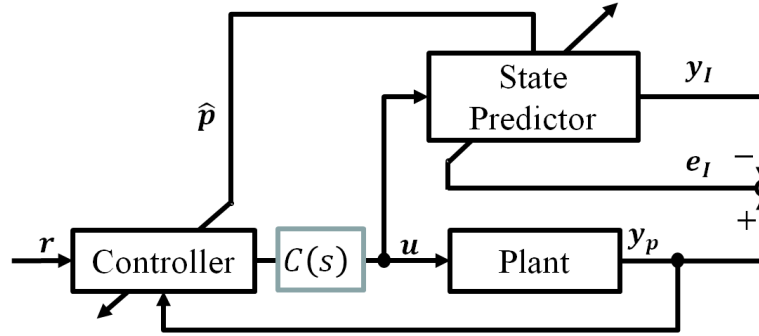 State
Predictor
y_I
p̂
e_I
−
+
r
Controller
C(s)
u
Plant
y_p